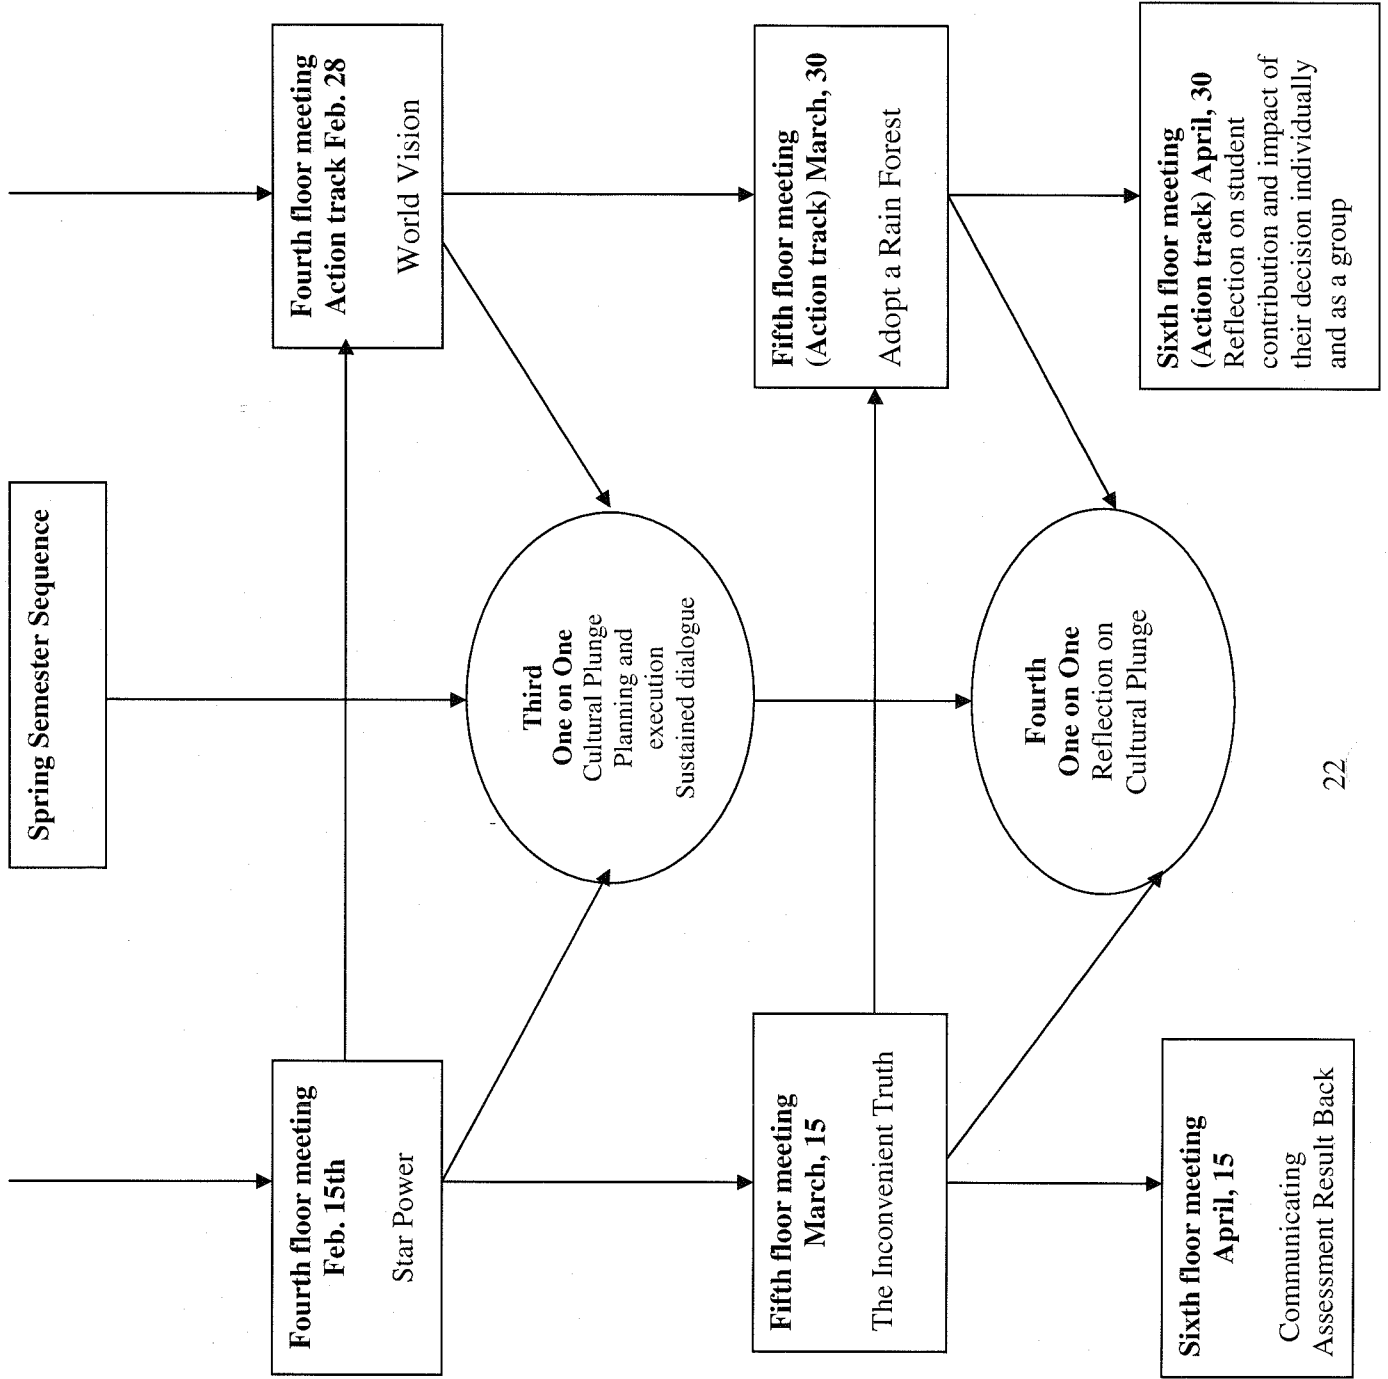 Spring Semester Sequence
Fourth floor meeting
Feb. 15th
Star Power
Fourth floor meeting
Action track Feb. 28
World Vision
Third
One on One
Cultural Plunge
Planning and
execution
Sustained dialogue
Fifth floor meeting
March, 15
The Inconvenient Truth
Fifth floor meeting
(Action track) March, 30
Adopt a Rain Forest
Fourth
One on One
Reflection on
Cultural Plunge
Sixth floor meeting
April, 15
Communicating
Assessment Result Back
Sixth floor meeting
(Action track) April, 30
Reflection on student
contribution and impact of
their decision individually
and as a group
22